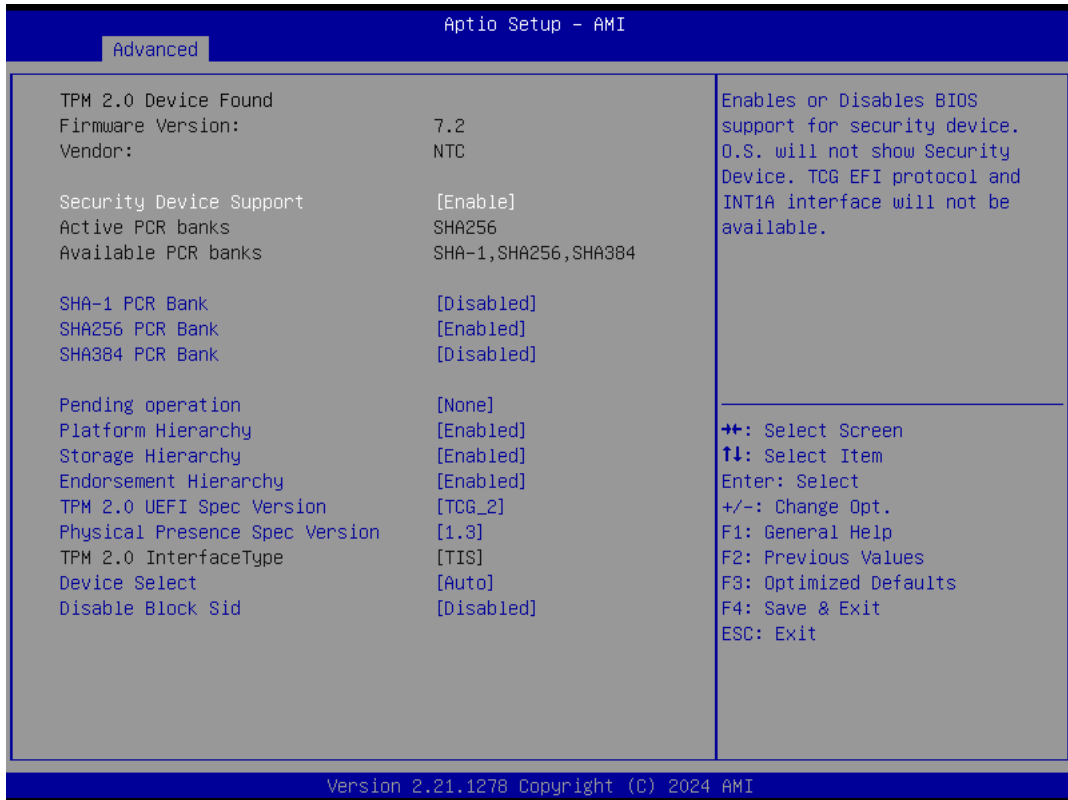 Aptio Setup – AMI
Advanced
TPM 2.0 Device Found
Firmware Version: 7.2
Vendor: NTC
Security Device Support [Enable]
Active PCR banks SHA256
Available PCR banks SHA-1,SHA256,SHA384
SHA-1 PCR Bank [Disabled]
SHA256 PCR Bank [Enabled]
SHA384 PCR Bank [Disabled]
Pending operation [None]
Platform Hierarchy [Enabled]
Storage Hierarchy [Enabled]
Endorsement Hierarchy [Enabled]
TPM 2.0 UEFI Spec Version [TCG_2]
Physical Presence Spec Version [1.3]
TPM 2.0 InterfaceType [TIS]
Device Select [Auto]
Disable Block Sid [Disabled]
Enables or Disables BIOS
support for security device.
O.S. will not show Security
Device. TCG EFI protocol and
INT1A interface will not be
available.
→←: Select Screen
↑↓: Select Item
Enter: Select
+/-: Change Opt.
F1: General Help
F2: Previous Values
F3: Optimized Defaults
F4: Save & Exit
ESC: Exit
Version 2.21.1278 Copyright (C) 2024 AMI